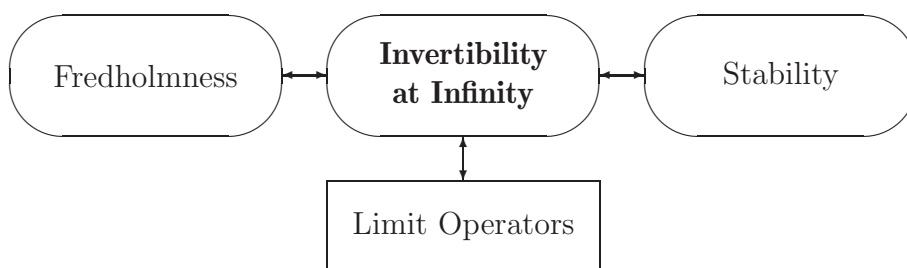 Fredholmness
Invertibility
at Infinity
Stability
Limit Operators